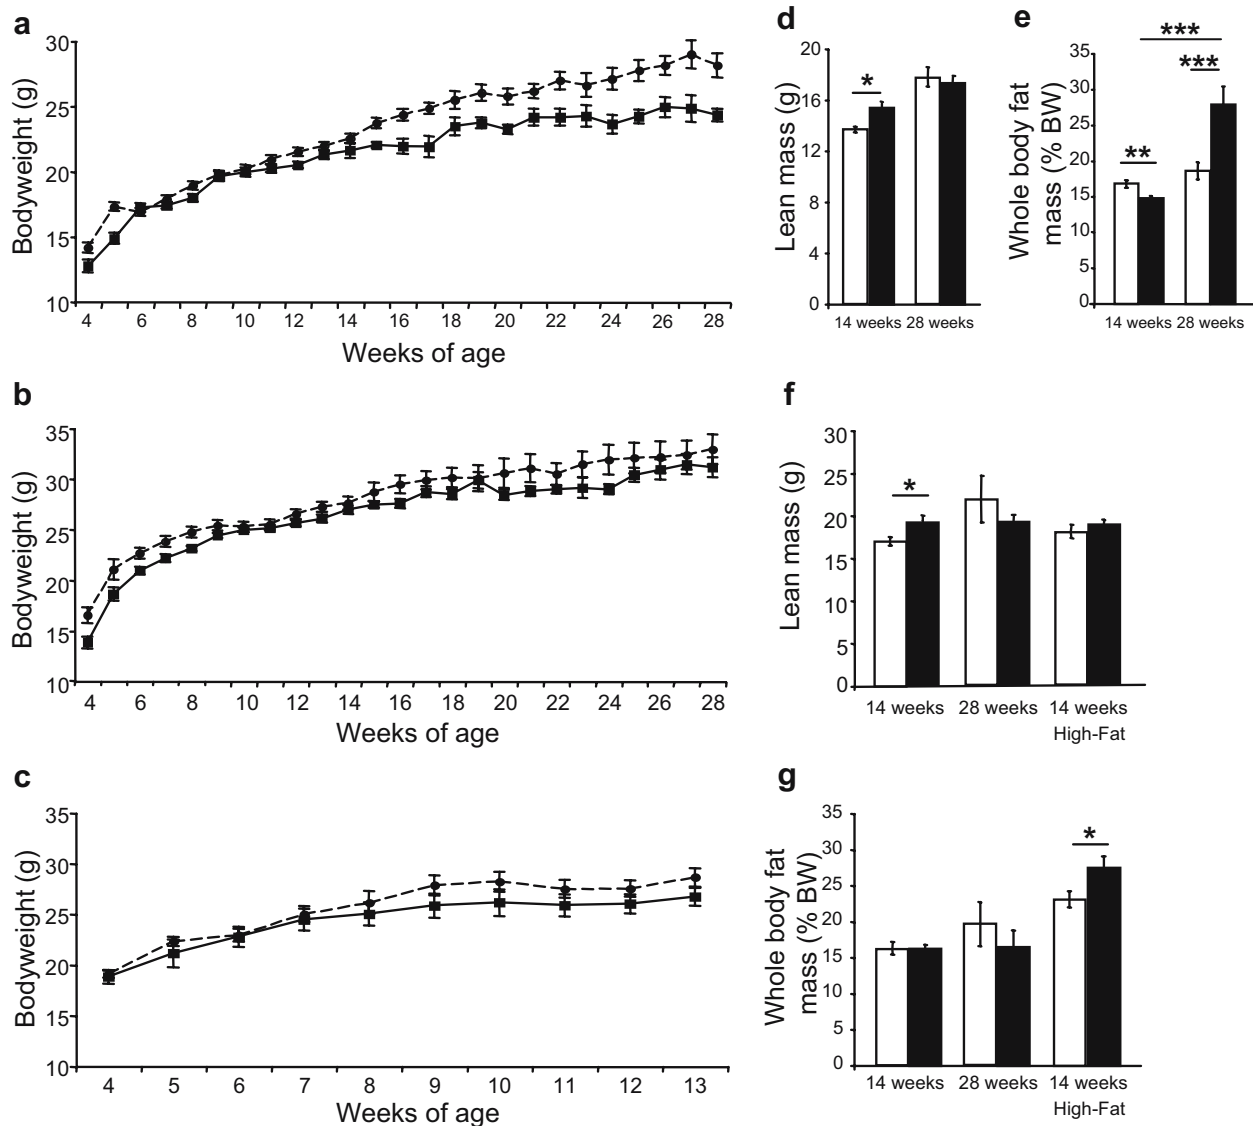 a
30
25
20
15
10
Bodyweight (g)
4 6 8 10 12 14 16 18 20 22 24 26 28
Weeks of age
b
35
30
25
20
15
10
Bodyweight (g)
4 6 8 10 12 14 16 18 20 22 24 26 28
Weeks of age
c
35
30
25
20
15
10
Bodyweight (g)
4 5 6 7 8 9 10 11 12 13
Weeks of age
d
20
16
12
8
4
0
Lean mass (g)
*
14 weeks 28 weeks
e
35
30
25
20
15
10
5
0
Whole body fat
mass (% BW)
***
***
**
14 weeks 28 weeks
f
30
25
20
15
10
5
0
Lean mass (g)
*
14 weeks 28 weeks 14 weeks
High-Fat
g
35
30
25
20
15
10
5
0
Whole body fat
mass (% BW)
*
14 weeks 28 weeks 14 weeks
High-Fat